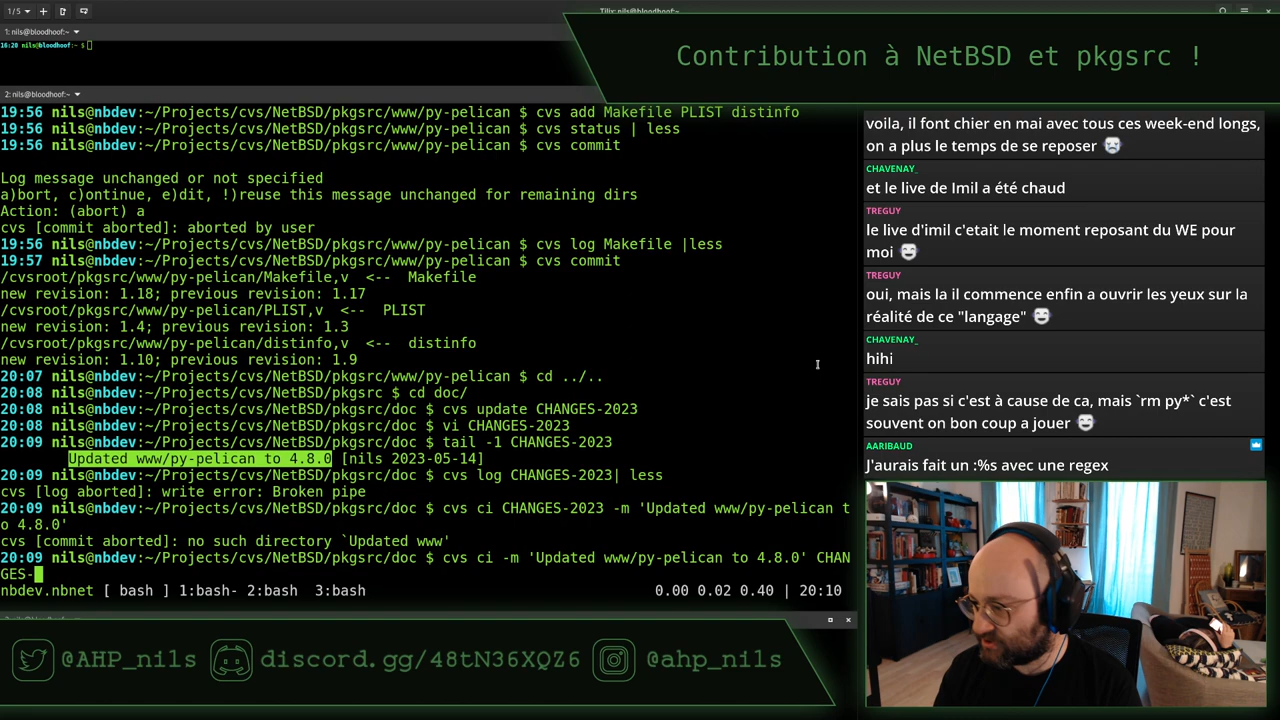 1/5
Tilix: nils@bloodhoof:~
1: nils@bloodhoof:~
16:20 nils@bloodhoof:~ $
2: nils@bloodhoof:~
Contribution à NetBSD et pkgsrc !
19:56 nils@nbdev:~/Projects/cvs/NetBSD/pkgsrc/www/py-pelican $ cvs add Makefile PLIST distinfo
19:56 nils@nbdev:~/Projects/cvs/NetBSD/pkgsrc/www/py-pelican $ cvs status | less
19:56 nils@nbdev:~/Projects/cvs/NetBSD/pkgsrc/www/py-pelican $ cvs commit
Log message unchanged or not specified
a)bort, c)ontinue, e)dit, !)reuse this message unchanged for remaining dirs
Action: (abort) a
cvs [commit aborted]: aborted by user
19:56 nils@nbdev:~/Projects/cvs/NetBSD/pkgsrc/www/py-pelican $ cvs log Makefile |less
19:57 nils@nbdev:~/Projects/cvs/NetBSD/pkgsrc/www/py-pelican $ cvs commit
/cvsroot/pkgsrc/www/py-pelican/Makefile,v  <--  Makefile
new revision: 1.18; previous revision: 1.17
/cvsroot/pkgsrc/www/py-pelican/PLIST,v  <--  PLIST
new revision: 1.4; previous revision: 1.3
/cvsroot/pkgsrc/www/py-pelican/distinfo,v  <--  distinfo
new revision: 1.10; previous revision: 1.9
20:07 nils@nbdev:~/Projects/cvs/NetBSD/pkgsrc/www/py-pelican $ cd ../..
20:08 nils@nbdev:~/Projects/cvs/NetBSD/pkgsrc $ cd doc/
20:08 nils@nbdev:~/Projects/cvs/NetBSD/pkgsrc/doc $ cvs update CHANGES-2023
20:08 nils@nbdev:~/Projects/cvs/NetBSD/pkgsrc/doc $ vi CHANGES-2023
20:09 nils@nbdev:~/Projects/cvs/NetBSD/pkgsrc/doc $ tail -1 CHANGES-2023
Updated www/py-pelican to 4.8.0 [nils 2023-05-14]
20:09 nils@nbdev:~/Projects/cvs/NetBSD/pkgsrc/doc $ cvs log CHANGES-2023| less
cvs [log aborted]: write error: Broken pipe
20:09 nils@nbdev:~/Projects/cvs/NetBSD/pkgsrc/doc $ cvs ci CHANGES-2023 -m 'Updated www/py-pelican t
o 4.8.0'
cvs [commit aborted]: no such directory `Updated www'
20:09 nils@nbdev:~/Projects/cvs/NetBSD/pkgsrc/doc $ cvs ci -m 'Updated www/py-pelican to 4.8.0' CHAN
GES-
nbdev.nbnet [ bash ] 1:bash- 2:bash  3:bash 0.00 0.02 0.40 | 20:10
voila, il font chier en mai avec tous ces week-end longs,
on a plus le temps de se reposer
CHAVENAY_
et le live de Imil a été chaud
TREGUY
le live d'imil c'etait le moment reposant du WE pour
moi
TREGUY
oui, mais la il commence enfin a ouvrir les yeux sur la
réalité de ce "langage"
CHAVENAY_
hihi
TREGUY
je sais pas si c'est à cause de ca, mais `rm py*` c'est
souvent on bon coup a jouer
AARIBAUD
J'aurais fait un :%s avec une regex
@AHP_nils discord.gg/48tN36XQZ6 @ahp_nils